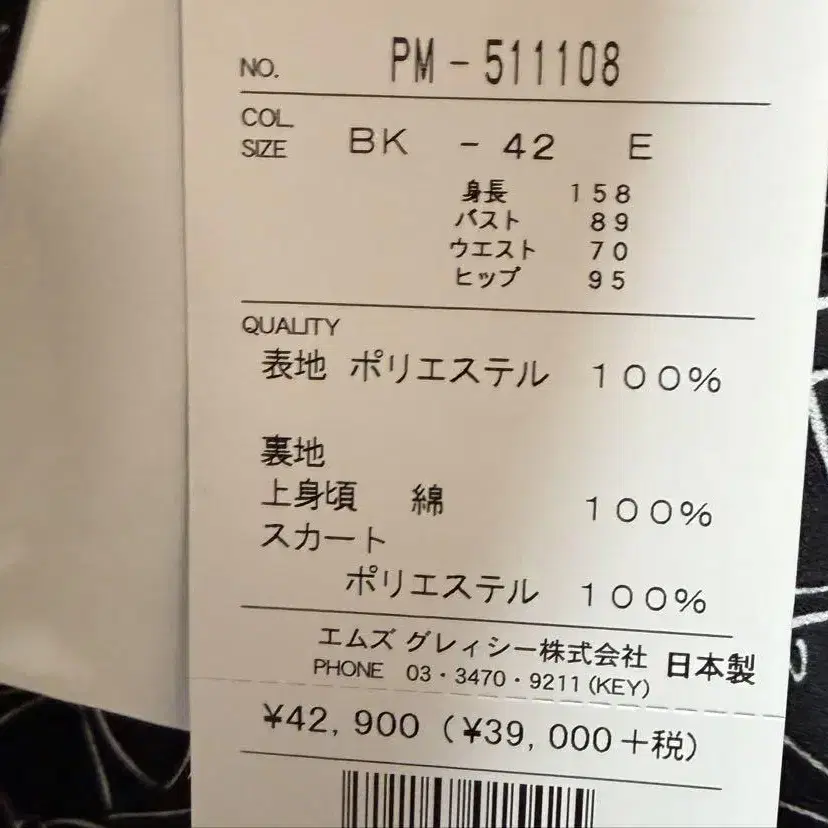 NO. PM-511108
COL
SIZE BK -42 E
身長 158
バスト 89
ウエスト 70
ヒップ 95
QUALITY
表地 ポリエステル 100%
裏地
上身頃 綿 100%
スカート
ポリエステル 100%
エムズ グレィシー株式会社 日本製
PHONE 03・3470・9211(KEY)
¥42,900(¥39,000+税)